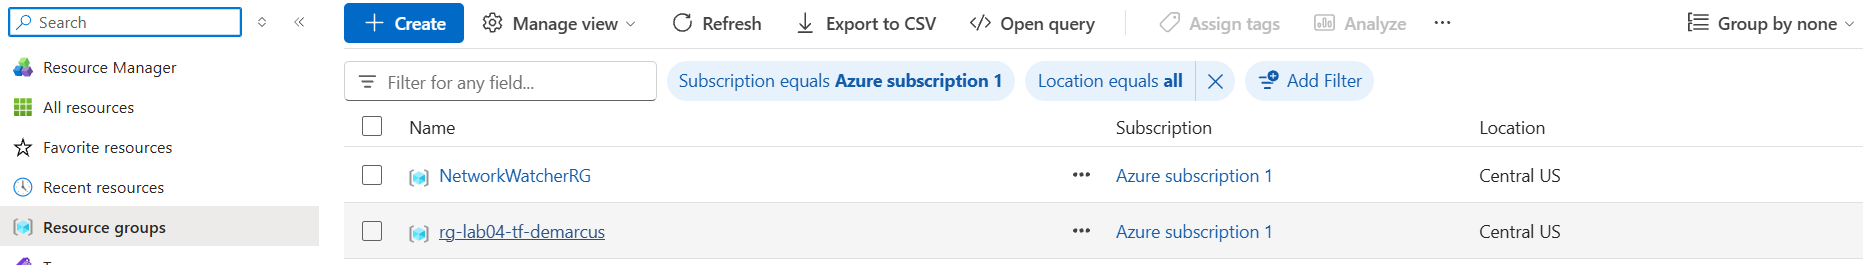 Search
Resource Manager
All resources
Favorite resources
Recent resources
Resource groups
Create
Manage view
Refresh
Export to CSV
Open query
Assign tags
Analyze
Group by none
Filter for any field...
Subscription equals Azure subscription 1
Location equals all
Add Filter
Name Subscription Location
NetworkWatcherRG Azure subscription 1 Central US
rg-lab04-tf-demarcus Azure subscription 1 Central US